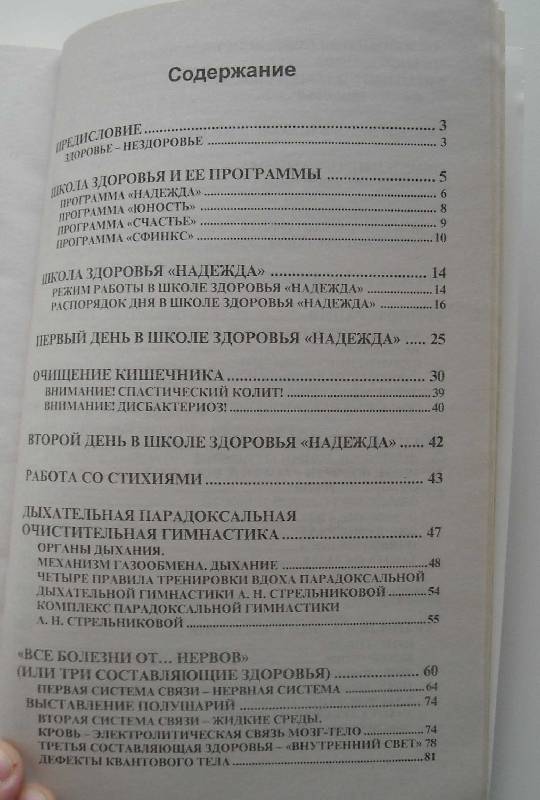 Содержание
ПРЕДИСЛОВИЕ ........ 3
ЗДОРОВЬЕ – НЕЗДОРОВЬЕ ........ 3
ШКОЛА ЗДОРОВЬЯ И ЕЕ ПРОГРАММЫ ........ 5
ПРОГРАММА «НАДЕЖДА» ........ 6
ПРОГРАММА «ЮНОСТЬ» ........ 8
ПРОГРАММА «СЧАСТЬЕ» ........ 9
ПРОГРАММА «СФИНКС» ........ 10
ШКОЛА ЗДОРОВЬЯ «НАДЕЖДА» ........ 14
РЕЖИМ РАБОТЫ В ШКОЛЕ ЗДОРОВЬЯ «НАДЕЖДА» ........ 14
РАСПОРЯДОК ДНЯ В ШКОЛЕ ЗДОРОВЬЯ «НАДЕЖДА» ........ 16
ПЕРВЫЙ ДЕНЬ В ШКОЛЕ ЗДОРОВЬЯ «НАДЕЖДА» ..... 25
ОЧИЩЕНИЕ КИШЕЧНИКА ........ 30
ВНИМАНИЕ! СПАСТИЧЕСКИЙ КОЛИТ! ........ 39
ВНИМАНИЕ! ДИСБАКТЕРИОЗ! ........ 40
ВТОРОЙ ДЕНЬ В ШКОЛЕ ЗДОРОВЬЯ «НАДЕЖДА» ..... 42
РАБОТА СО СТИХИЯМИ ........ 43
ДЫХАТЕЛЬНАЯ ПАРАДОКСАЛЬНАЯ
ОЧИСТИТЕЛЬНАЯ ГИМНАСТИКА ........ 47
ОРГАНЫ ДЫХАНИЯ.
МЕХАНИЗМ ГАЗООБМЕНА. ДЫХАНИЕ ........ 48
ЧЕТЫРЕ ПРАВИЛА ТРЕНИРОВКИ ВДОХА ПАРАДОКСАЛЬНОЙ
ДЫХАТЕЛЬНОЙ ГИМНАСТИКИ А. Н. СТРЕЛЬНИКОВОЙ ........ 54
КОМПЛЕКС ПАРАДОКСАЛЬНОЙ ГИМНАСТИКИ
А. Н. СТРЕЛЬНИКОВОЙ ........ 55
«ВСЕ БОЛЕЗНИ ОТ... НЕРВОВ»
(ИЛИ ТРИ СОСТАВЛЯЮЩИЕ ЗДОРОВЬЯ) ........ 60
ПЕРВАЯ СИСТЕМА СВЯЗИ – НЕРВНАЯ СИСТЕМА ........ 64
ВЫСТАВЛЕНИЕ ПОЛУШАРИЙ ........ 74
ВТОРАЯ СИСТЕМА СВЯЗИ – ЖИДКИЕ СРЕДЫ.
КРОВЬ – ЭЛЕКТРОЛИТИЧЕСКАЯ СВЯЗЬ МОЗГ-ТЕЛО ........ 74
ТРЕТЬЯ СОСТАВЛЯЮЩАЯ ЗДОРОВЬЯ – «ВНУТРЕННИЙ СВЕТ» 78
ДЕФЕКТЫ КВАНТОВОГО ТЕЛА ........ 81